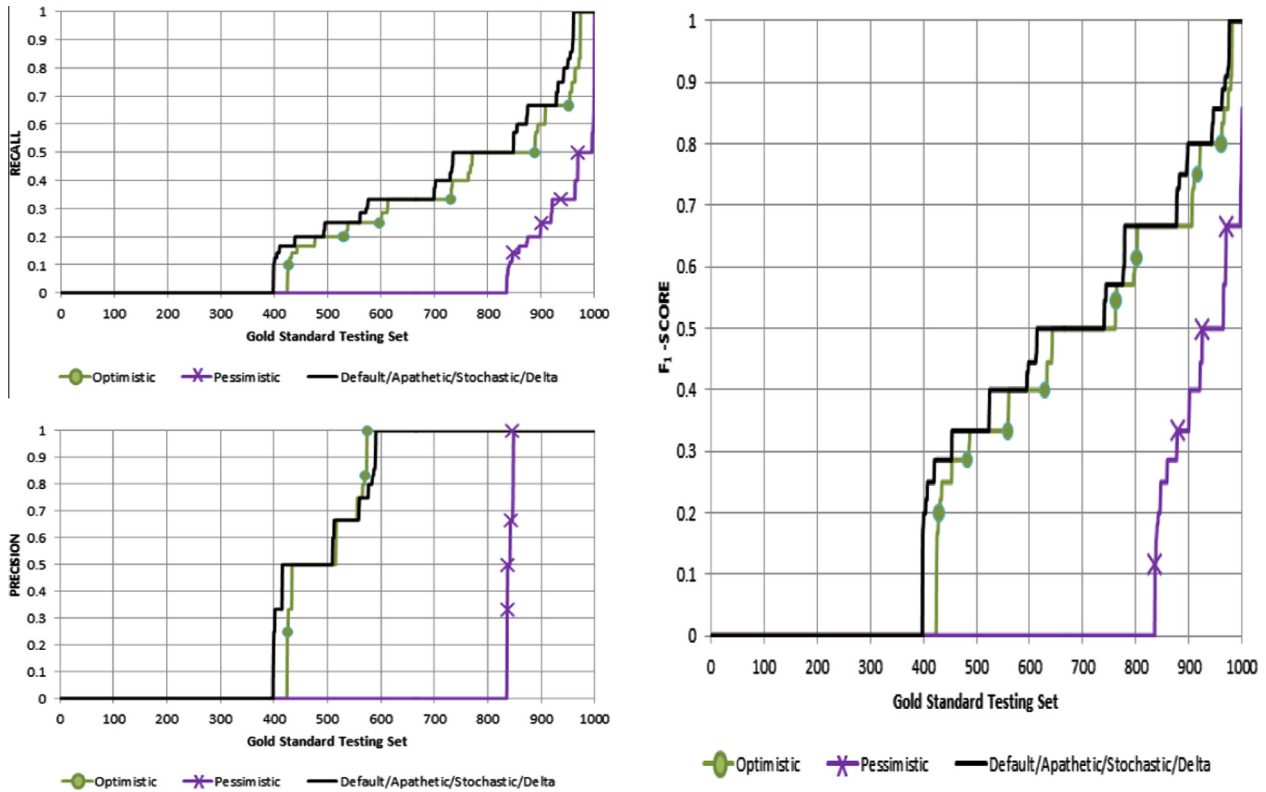 RECALL
1
0.9
0.8
0.7
0.6
0.5
0.4
0.3
0.2
0.1
0
0 100 200 300 400 500 600 700 800 900 1000
Gold Standard Testing Set
Optimistic Pessimistic Default/Apathetic/Stochastic/Delta
PRECISION
1
0.9
0.8
0.7
0.6
0.5
0.4
0.3
0.2
0.1
0
0 100 200 300 400 500 600 700 800 900 1000
Gold Standard Testing Set
Optimistic Pessimistic Default/Apathetic/Stochastic/Delta
F1 -SCORE
1
0.9
0.8
0.7
0.6
0.5
0.4
0.3
0.2
0.1
0
0 100 200 300 400 500 600 700 800 900 1000
Gold Standard Testing Set
Optimistic Pessimistic Default/Apathetic/Stochastic/Delta